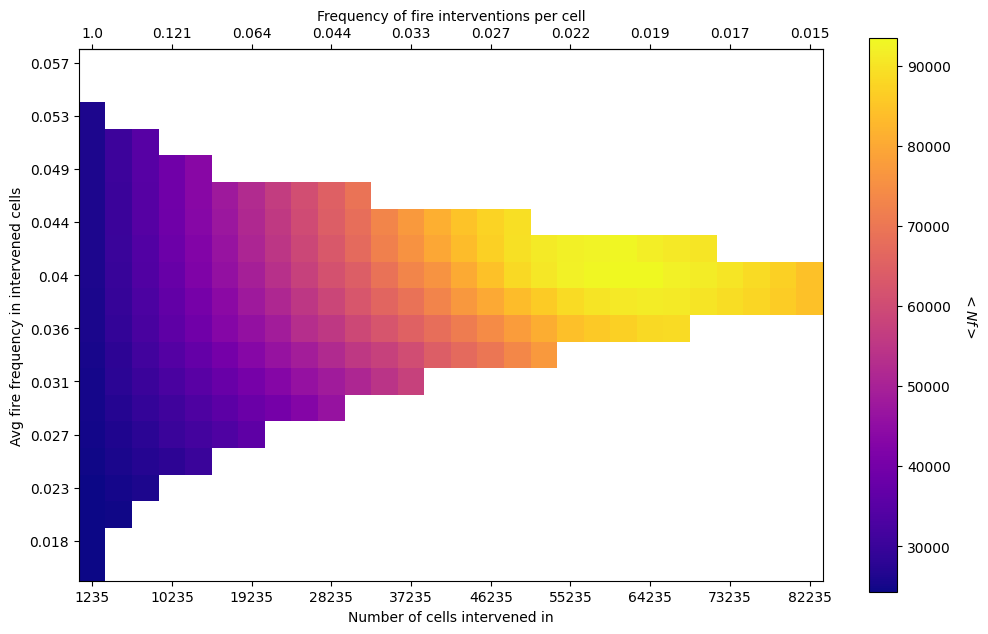 Frequency of fire interventions per cell
1.0 0.121 0.064 0.044 0.033 0.027 0.022 0.019 0.017 0.015
0.057
0.053
0.049
0.044
0.04
0.036
0.031
0.027
0.023
0.018
Avg fire frequency in intervened cells
1235 10235 19235 28235 37235 46235 55235 64235 73235 82235
Number of cells intervened in
90000
80000
70000
60000
50000
40000
30000
< Nf >